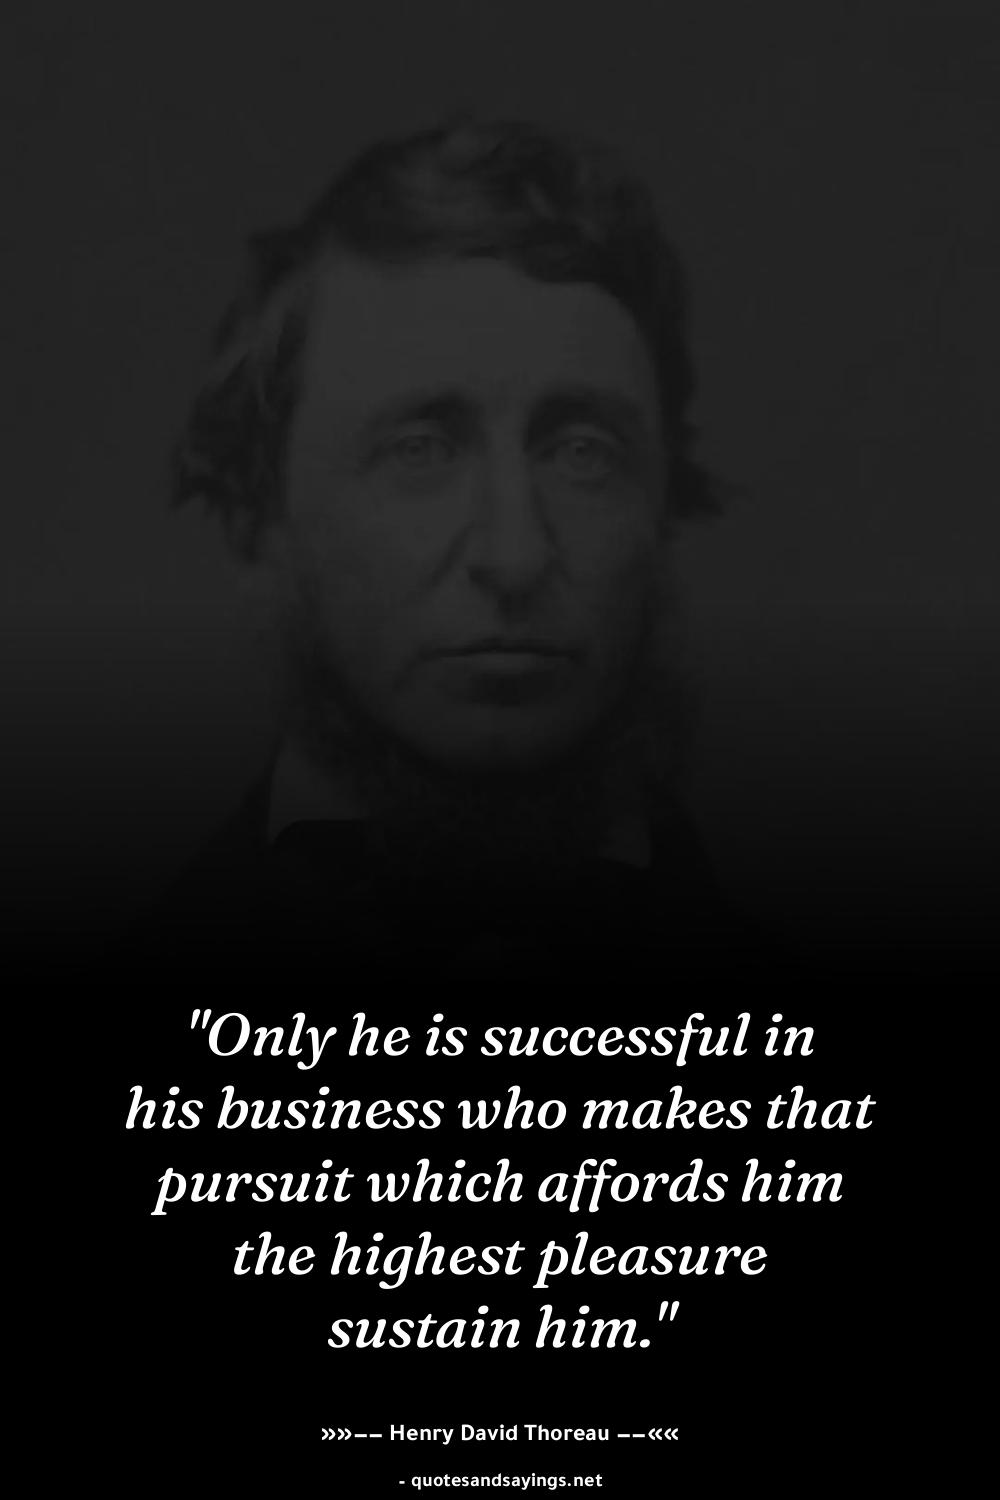 "Only he is successful in
his business who makes that
pursuit which affords him
the highest pleasure
sustain him."
»»–– Henry David Thoreau ––««
- quotesandsayings.net